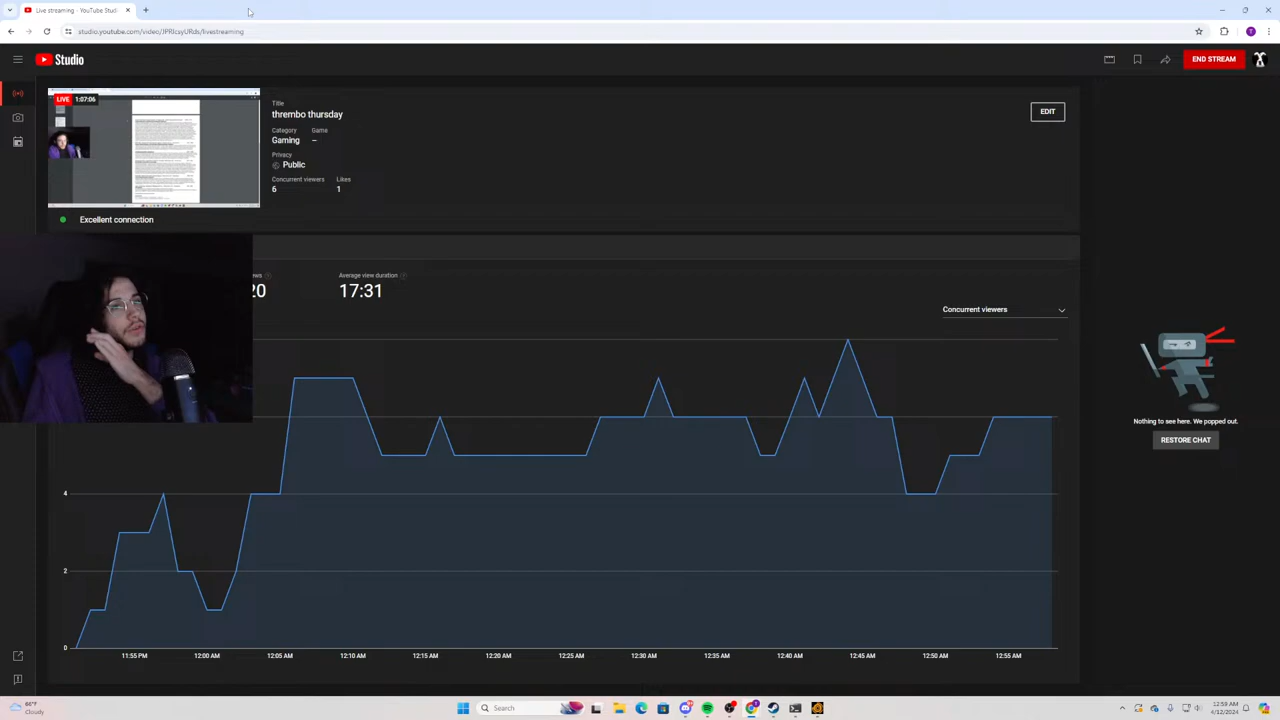 Live streaming - YouTube Studi
studio.youtube.com/video/JPRJcsyURds/livestreaming
Studio
END STREAM
LIVE 1:07:06
Title
thrembo thursday
EDIT
Category Game
Gaming –
Privacy
Public
Concurrent viewers Likes
6 1
Excellent connection
Average view duration
20 17:31
Concurrent viewers
Nothing to see here. We popped out.
RESTORE CHAT
4
2
0
11:55 PM 12:00 AM 12:05 AM 12:10 AM 12:15 AM 12:20 AM 12:25 AM 12:30 AM 12:35 AM 12:40 AM 12:45 AM 12:50 AM 12:55 AM
66°F
Cloudy
Search
12:59 AM
4/12/2024